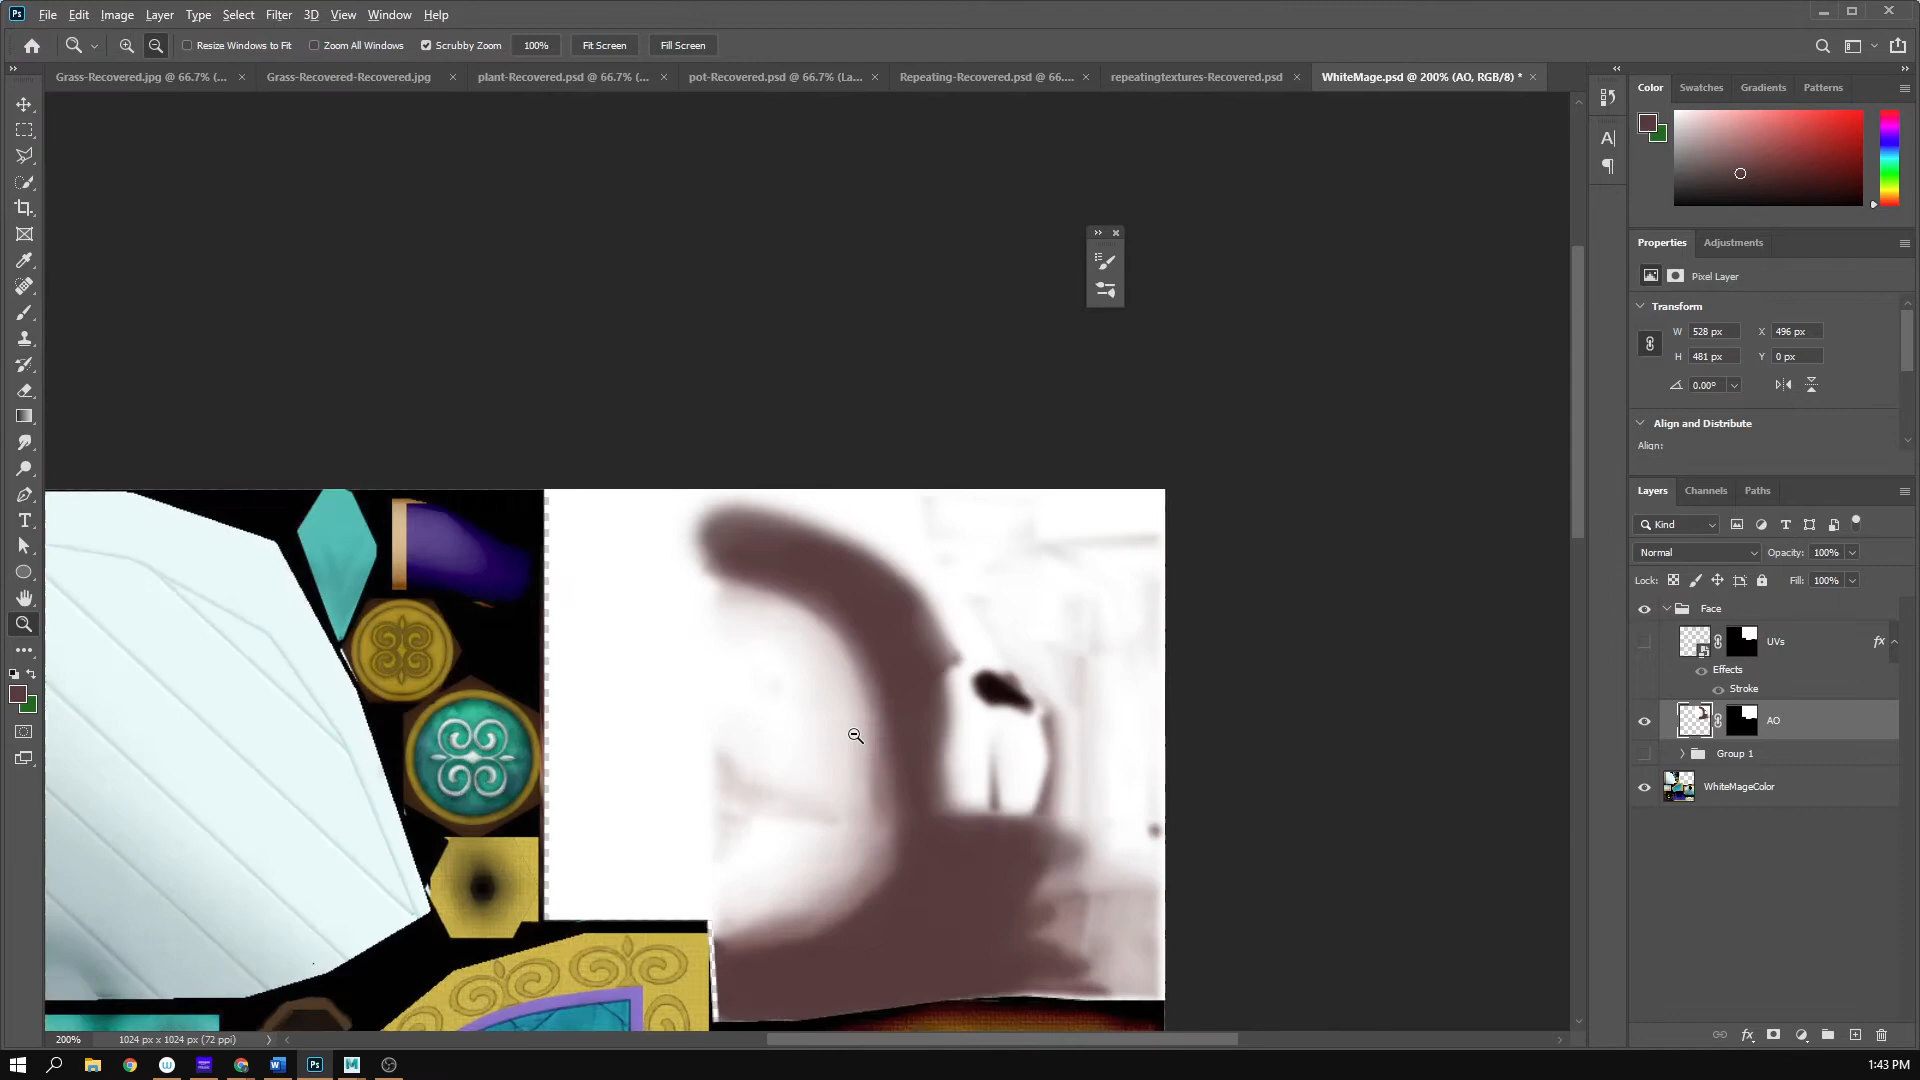 Ps File Edit Image Layer Type Select Filter 3D View Window Help
Resize Windows to Fit Zoom All Windows Scrubby Zoom 100% Fit Screen Fill Screen
Grass-Recovered.jpg @ 66.7% (... Grass-Recovered-Recovered.jpg plant-Recovered.psd @ 66.7% (... pot-Recovered.psd @ 66.7% (La... Repeating-Recovered.psd @ 66.... repeatingtextures-Recovered.psd WhiteMage.psd @ 200% (AO, RGB/8) *
Color Swatches Gradients Patterns
Properties Adjustments
Pixel Layer
Transform
W 528 px X 496 px
H 481 px Y 0 px
0.00°
Align and Distribute
Align:
Layers Channels Paths
Kind
Normal Opacity: 100%
Lock: Fill: 100%
Face
UVs fx
Effects
Stroke
AO
Group 1
WhiteMageColor
200% 1024 px x 1024 px (72 ppi)
fx
1:43 PM